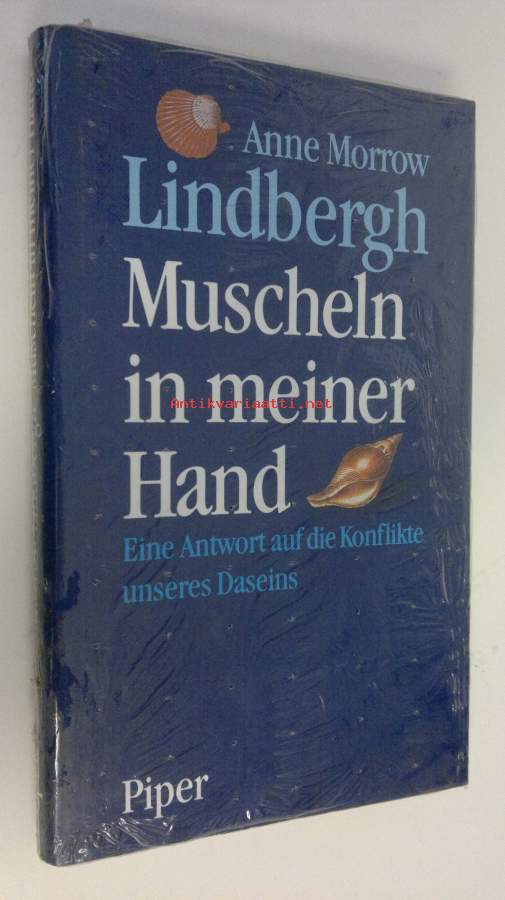 Anne Morrow
Lindbergh
Muscheln
in meiner
Antikvariaatti.net
Hand
Eine Antwort auf die Konflikte
unseres Daseins
Piper